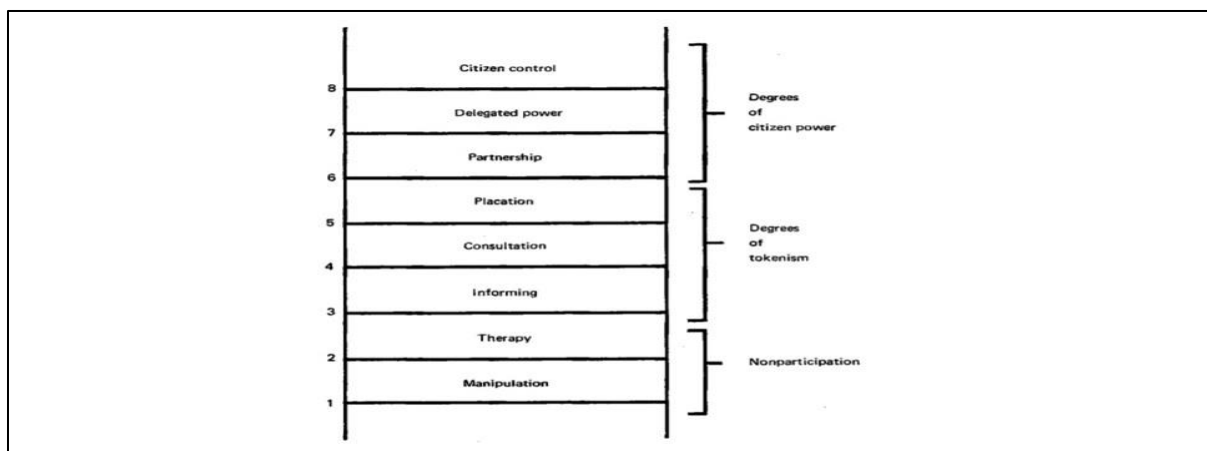 Citizen control
8
Delegated power
7
Partnership
6
Placation
5
Consultation
4
Informing
3
Therapy
2
Manipulation
1
Degrees
of
citizen power
Degrees
of
tokenism
Nonparticipation